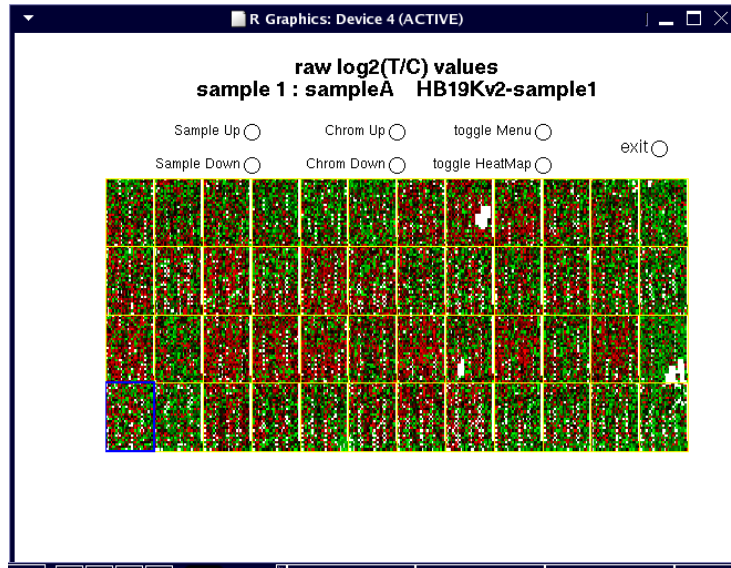 R Graphics: Device 4 (ACTIVE)
raw log2(T/C) values
sample 1 : sampleA HB19Kv2-sample1
Sample Up Chrom Up toggle Menu
exit
Sample Down Chrom Down toggle HeatMap